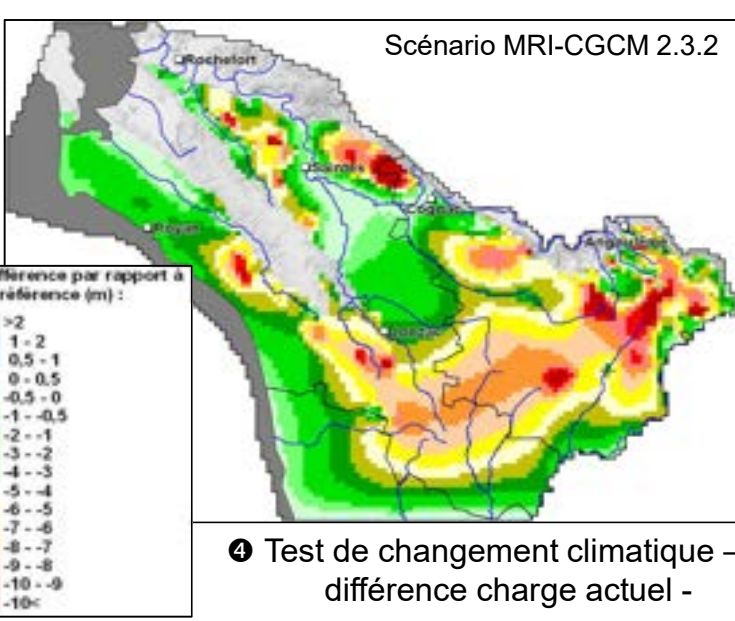 Scénario MRI-CGCM 2.3.2
Rochefort
Saintes
Cognac
Royan
Angoulême
fférence par rapport à
référence (m) :
>2
1 - 2
0,5 - 1
0 - 0,5
-0,5 - 0
-1 - -0,5
-2 - -1
-3 - -2
-4 - -3
-5 - -4
-6 - -5
-7 - -6
-8 - -7
-9 - -8
-10 - -9
-10<
❹ Test de changement climatique –
différence charge actuel -